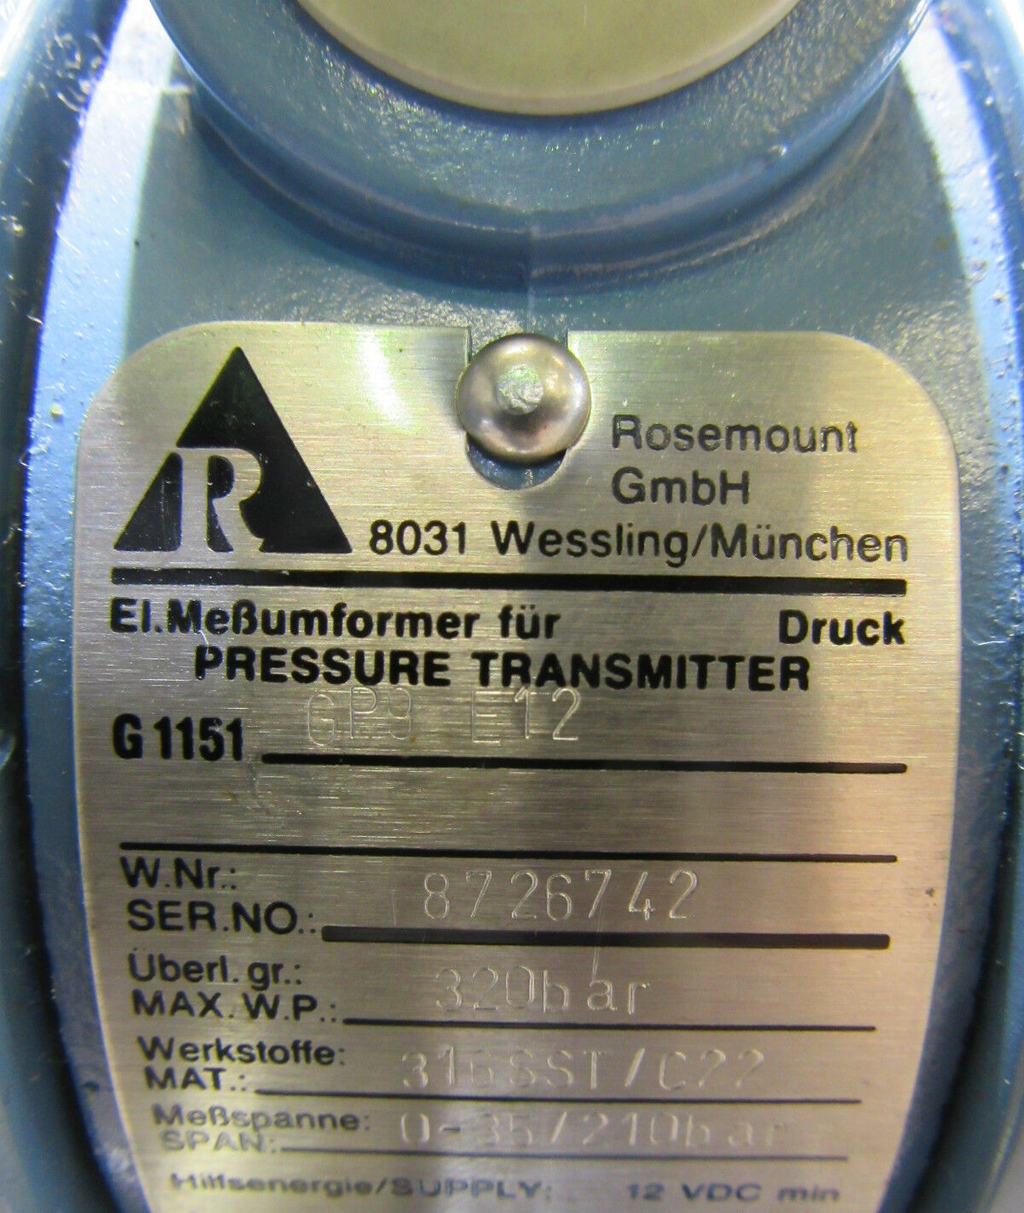 R
Rosemount
GmbH
8031 Wessling/München
El.Meßumformer für Druck
PRESSURE TRANSMITTER
G1151 GP9 E12
W.Nr.:
SER.NO.: 8726742
Überl.gr.:
MAX.W.P.: 320bar
Werkstoffe:
MAT.: 316SST/C22
Meßspanne:
SPAN: 0-35/210bar
Hilfsenergie/SUPPLY: 12 VDC min